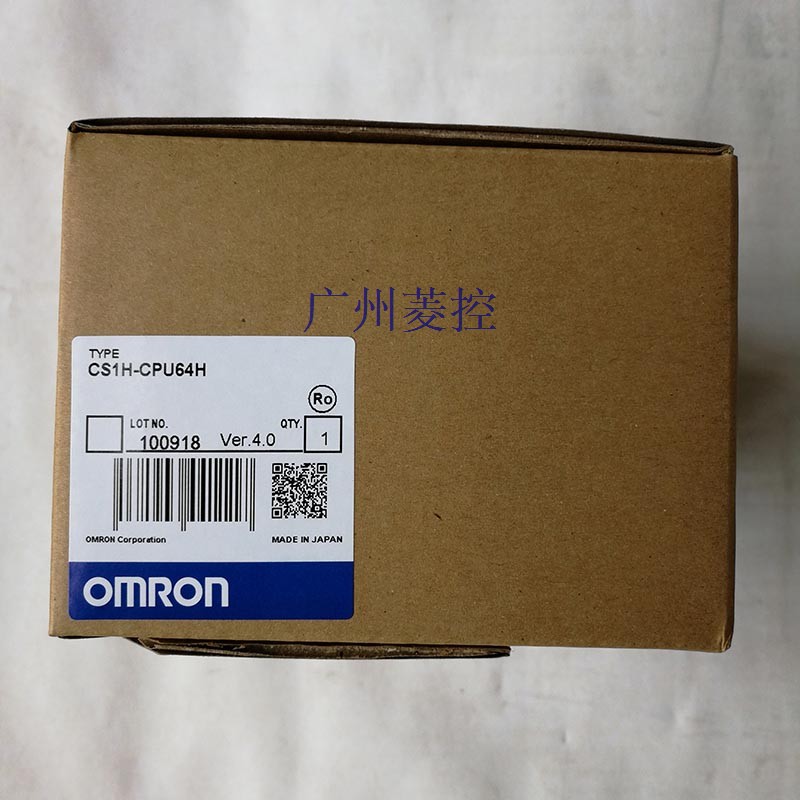 广州菱控
TYPE
CS1H-CPU64H
Ro
LOT NO. QTY.
100918 Ver.4.0 1
OMRON Corporation MADE IN JAPAN
OMRON